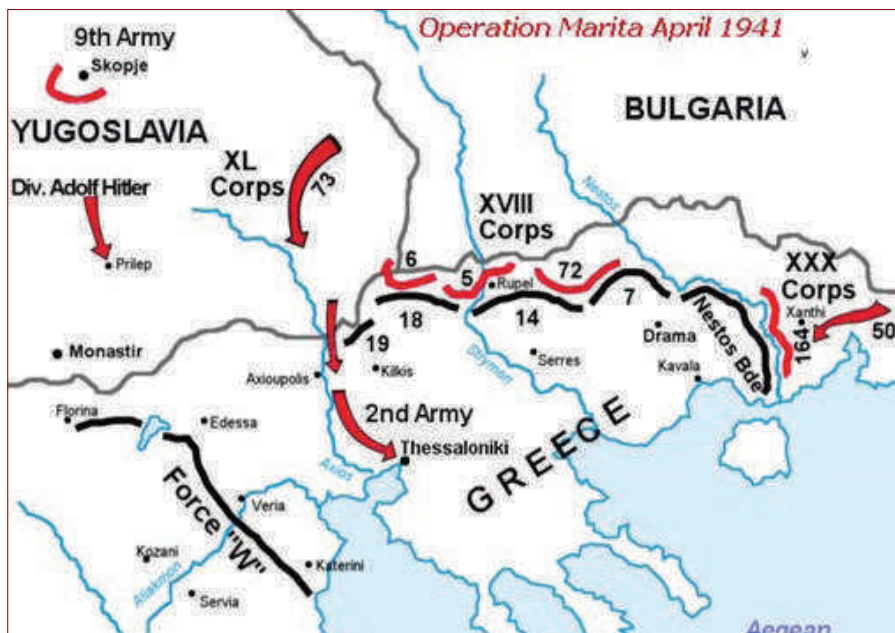 Operation Marita April 1941
9th Army
Skopje
v
BULGARIA
YUGOSLAVIA
XL
Corps
73
Div. Adolf Hitler
Nestos
XVIII
Corps
Prilep
6
5
Rupel
72
XXX
Corps
Xanthi
18
14
7
Nestos Bde
164
50
19
Monastir
Kilkis
Strymon
Serres
Drama
Kavala
Axioupolis
Florina
Edessa
2nd Army
Thessaloniki
GREECE
Axios
Force "W"
Veria
Kozani
Aliakmon
Katerini
Servia
Aegean